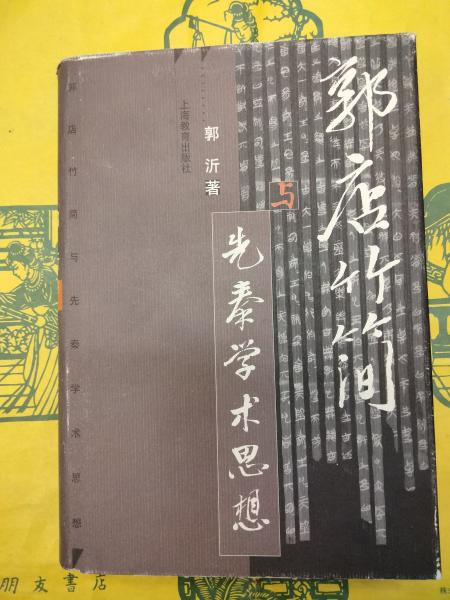 郭店竹简
与
先秦学术思想
郭沂著
上海教育出版社
郭店竹简与先秦学术思想
朋友書店
株